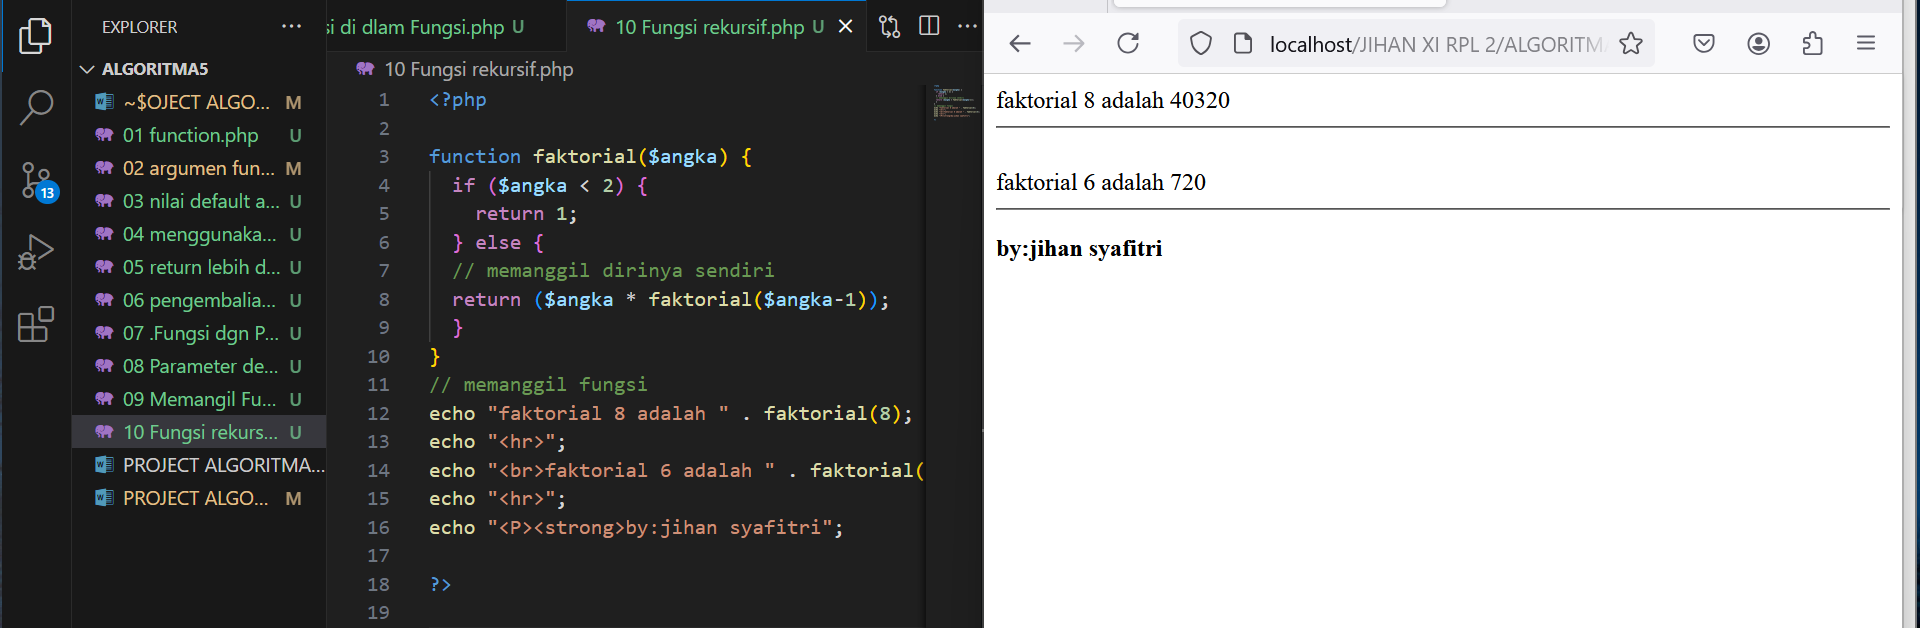 EXPLORER ···
ALGORITMA5
~$OJECT ALGO... M
01 function.php U
02 argumen fun... M
03 nilai default a... U
04 menggunaka... U
05 return lebih d... U
06 pengembalia... U
07 .Fungsi dgn P... U
08 Parameter de... U
09 Memangil Fu... U
10 Fungsi rekurs... U
PROJECT ALGORITMA...
PROJECT ALGO... M
13
si di dlam Fungsi.php U
10 Fungsi rekursif.php U
10 Fungsi rekursif.php
1 <?php
2
3 function faktorial($angka) {
4 if ($angka < 2) {
5 return 1;
6 } else {
7 // memanggil dirinya sendiri
8 return ($angka * faktorial($angka-1));
9 }
10 }
11 // memanggil fungsi
12 echo "faktorial 8 adalah " . faktorial(8);
13 echo "<hr>";
14 echo "<br>faktorial 6 adalah " . faktorial(
15 echo "<hr>";
16 echo "<P><strong>by:jihan syafitri";
17
18 ?>
19
localhost/JIHAN XI RPL 2/ALGORITMA
faktorial 8 adalah 40320
faktorial 6 adalah 720
by:jihan syafitri